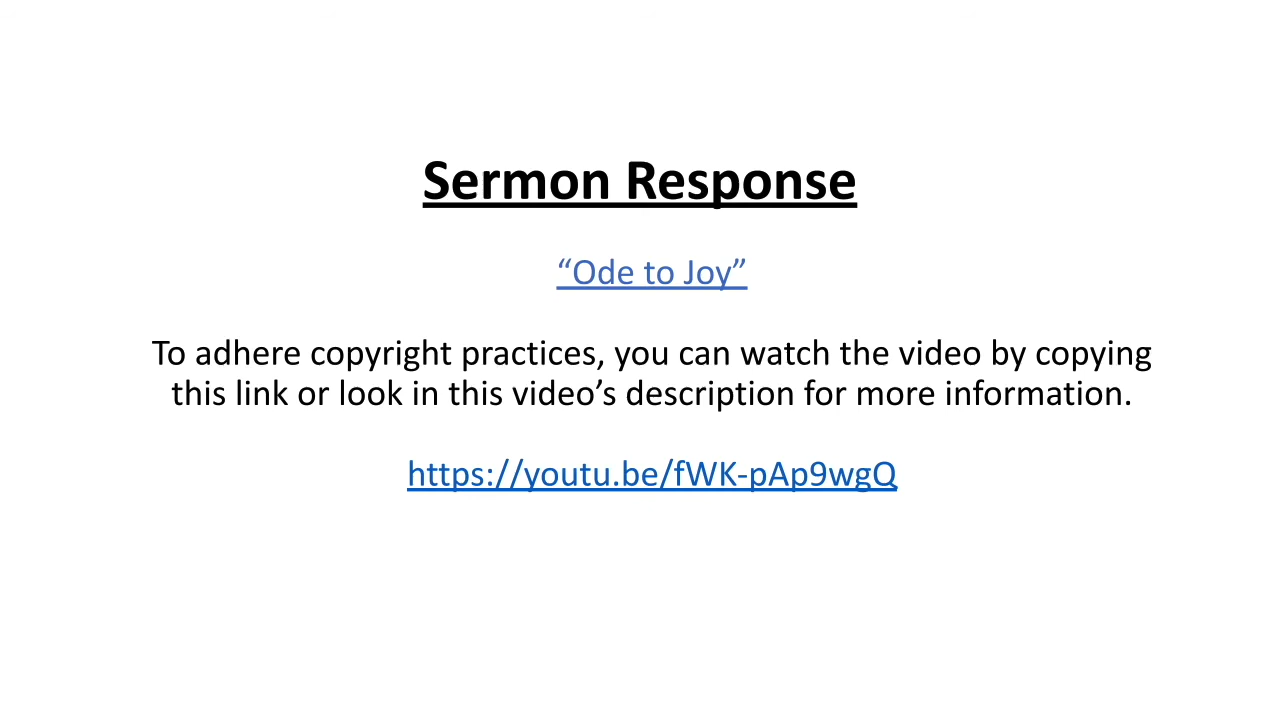 Sermon Response
“Ode to Joy”
To adhere copyright practices, you can watch the video by copying
this link or look in this video’s description for more information.
https://youtu.be/fWK-pAp9wgQ